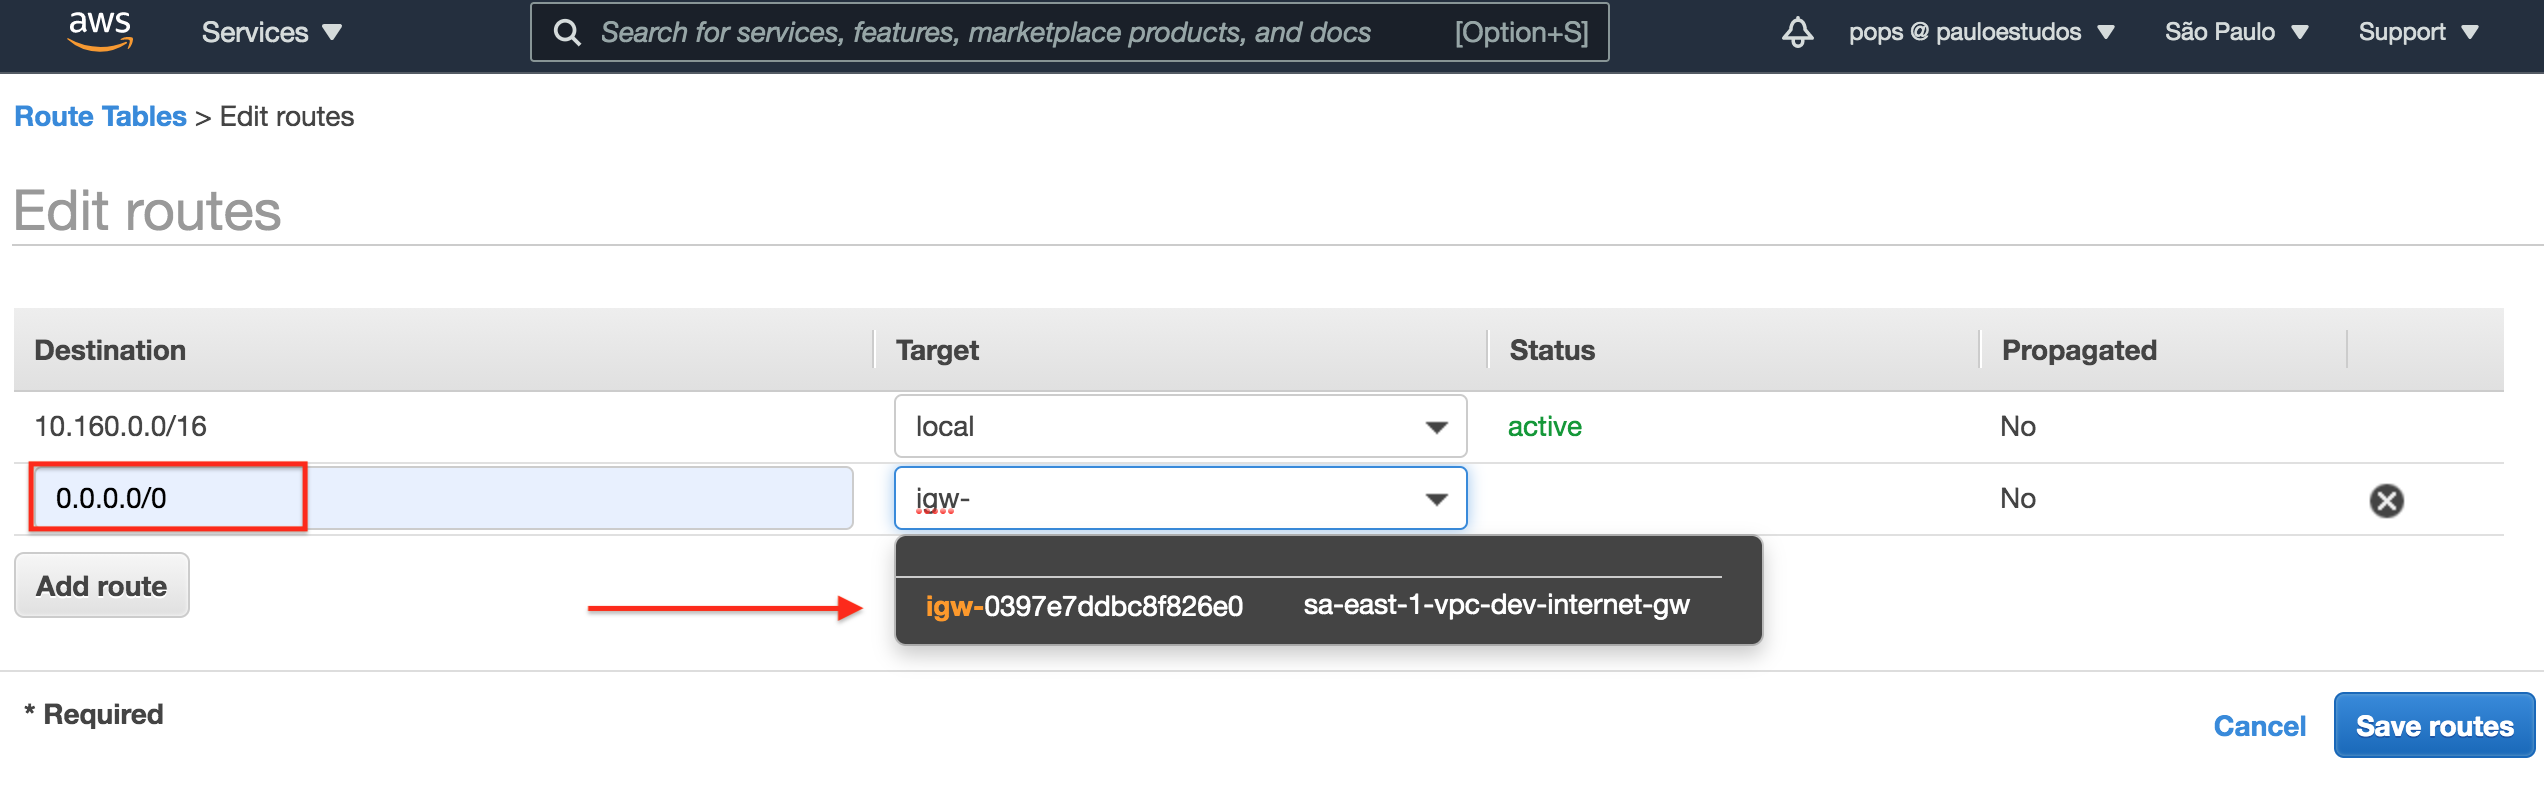 aws Services Search for services, features, marketplace products, and docs [Option+S] pops @ pauloestudos São Paulo Support
Route Tables > Edit routes
Edit routes
Destination Target Status Propagated
10.160.0.0/16 local active No
0.0.0.0/0 igw- No
Add route
igw-0397e7ddbc8f826e0 sa-east-1-vpc-dev-internet-gw
* Required
Cancel Save routes